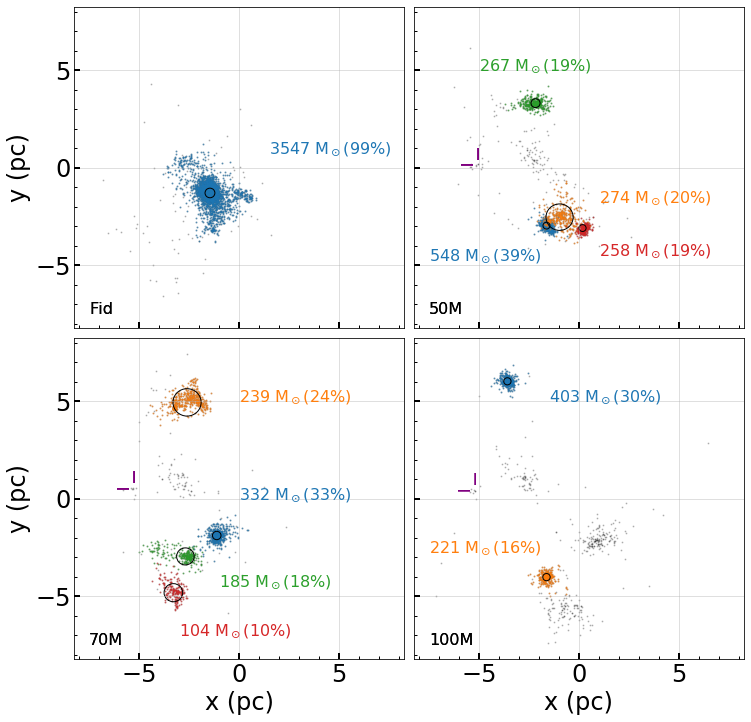 y (pc)
5
0
−5
3547 M⊙(99%)
Fid
267 M⊙(19%)
274 M⊙(20%)
548 M⊙(39%)
258 M⊙(19%)
50M
y (pc)
5
0
−5
239 M⊙(24%)
332 M⊙(33%)
185 M⊙(18%)
104 M⊙(10%)
70M
−5 0 5
x (pc)
403 M⊙(30%)
221 M⊙(16%)
100M
−5 0 5
x (pc)